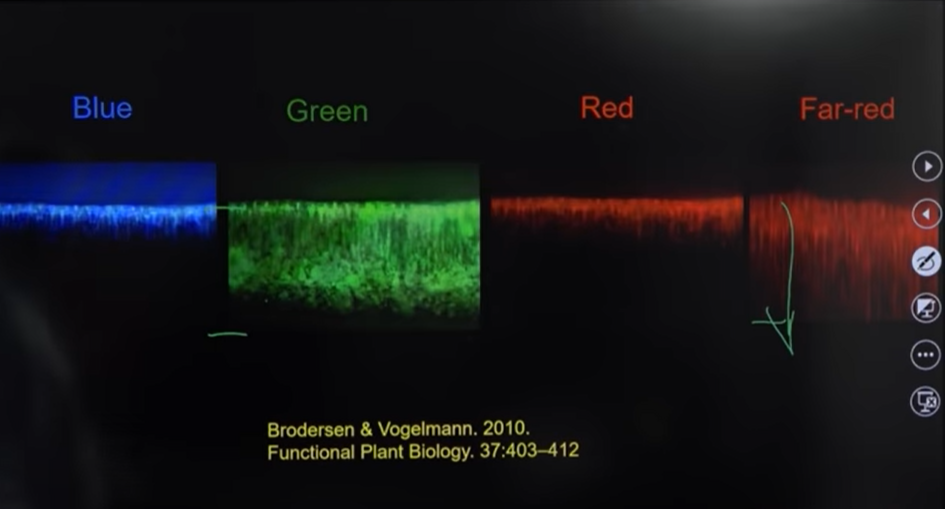 Blue
Green
Red
Far-red
Brodersen & Vogelmann. 2010.
Functional Plant Biology. 37:403–412